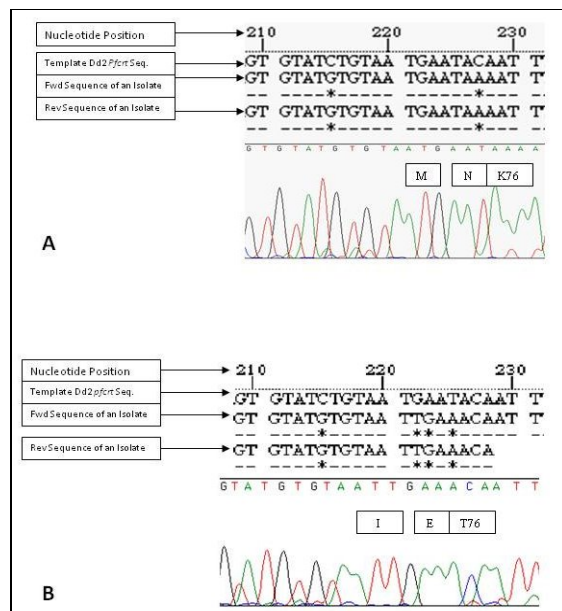 Nucleotide Position 210 220 230
Template Dd2 Pfcrt Seq. GT GTATCTGTAA TGAATACAAT T
Fwd Sequence of an Isolate GT GTATGTGTAA TGAATAAAAT T
-- ----*----- ------*--- --
Rev Sequence of an Isolate GT GTATGTGTAA TGAATAAAAT T
-- ----*----- ------*--- --
G T G T A T G T G T A A T G A A T A A A A
M N K76
A
Nucleotide Position 210 220 230
Template Dd2 pfcrt Seq. GT GTATCTGTAA TGAATACAAT T
Fwd Sequence of an Isolate GT GTATGTGTAA TTGAAACAAT T
-- ----*----- -**-*----- --
Rev Sequence of an Isolate GT GTATGTGTAA TTGAAACA
-- ----*----- -**-*---
G T A T G T G T A A T T G A A A C A A T T
I E T76
B